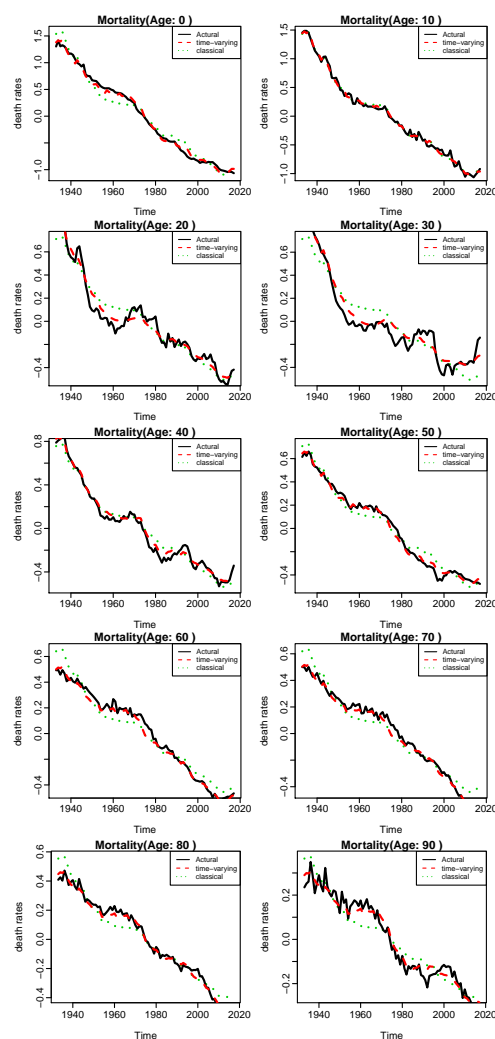 Mortality(Age: 0 )
death rates
−1.0 0.0 0.5 1.0 1.5
Actural
time−varying
classical
1940 1960 1980 2000 2020
Time
Mortality(Age: 10 )
death rates
−1.0 −0.5 0.0 0.5 1.0 1.5
Actural
time−varying
classical
1940 1960 1980 2000 2020
Time
Mortality(Age: 20 )
death rates
−0.4 0.0 0.2 0.4 0.6
Actural
time−varying
classical
1940 1960 1980 2000 2020
Time
Mortality(Age: 30 )
death rates
−0.4 0.0 0.2 0.4 0.6
Actural
time−varying
classical
1940 1960 1980 2000 2020
Time
Mortality(Age: 40 )
death rates
−0.4 0.0 0.4 0.8
Actural
time−varying
classical
1940 1960 1980 2000 2020
Time
Mortality(Age: 50 )
death rates
−0.4 0.0 0.2 0.4 0.6
Actural
time−varying
classical
1940 1960 1980 2000 2020
Time
Mortality(Age: 60 )
death rates
−0.4 0.0 0.2 0.4 0.6
Actural
time−varying
classical
1940 1960 1980 2000 2020
Time
Mortality(Age: 70 )
death rates
−0.4 0.0 0.2 0.4 0.6
Actural
time−varying
classical
1940 1960 1980 2000 2020
Time
Mortality(Age: 80 )
death rates
−0.4 −0.2 0.0 0.2 0.4 0.6
Actural
time−varying
classical
1940 1960 1980 2000 2020
Time
Mortality(Age: 90 )
death rates
−0.2 0.0 0.2
Actural
time−varying
classical
1940 1960 1980 2000 2020
Time